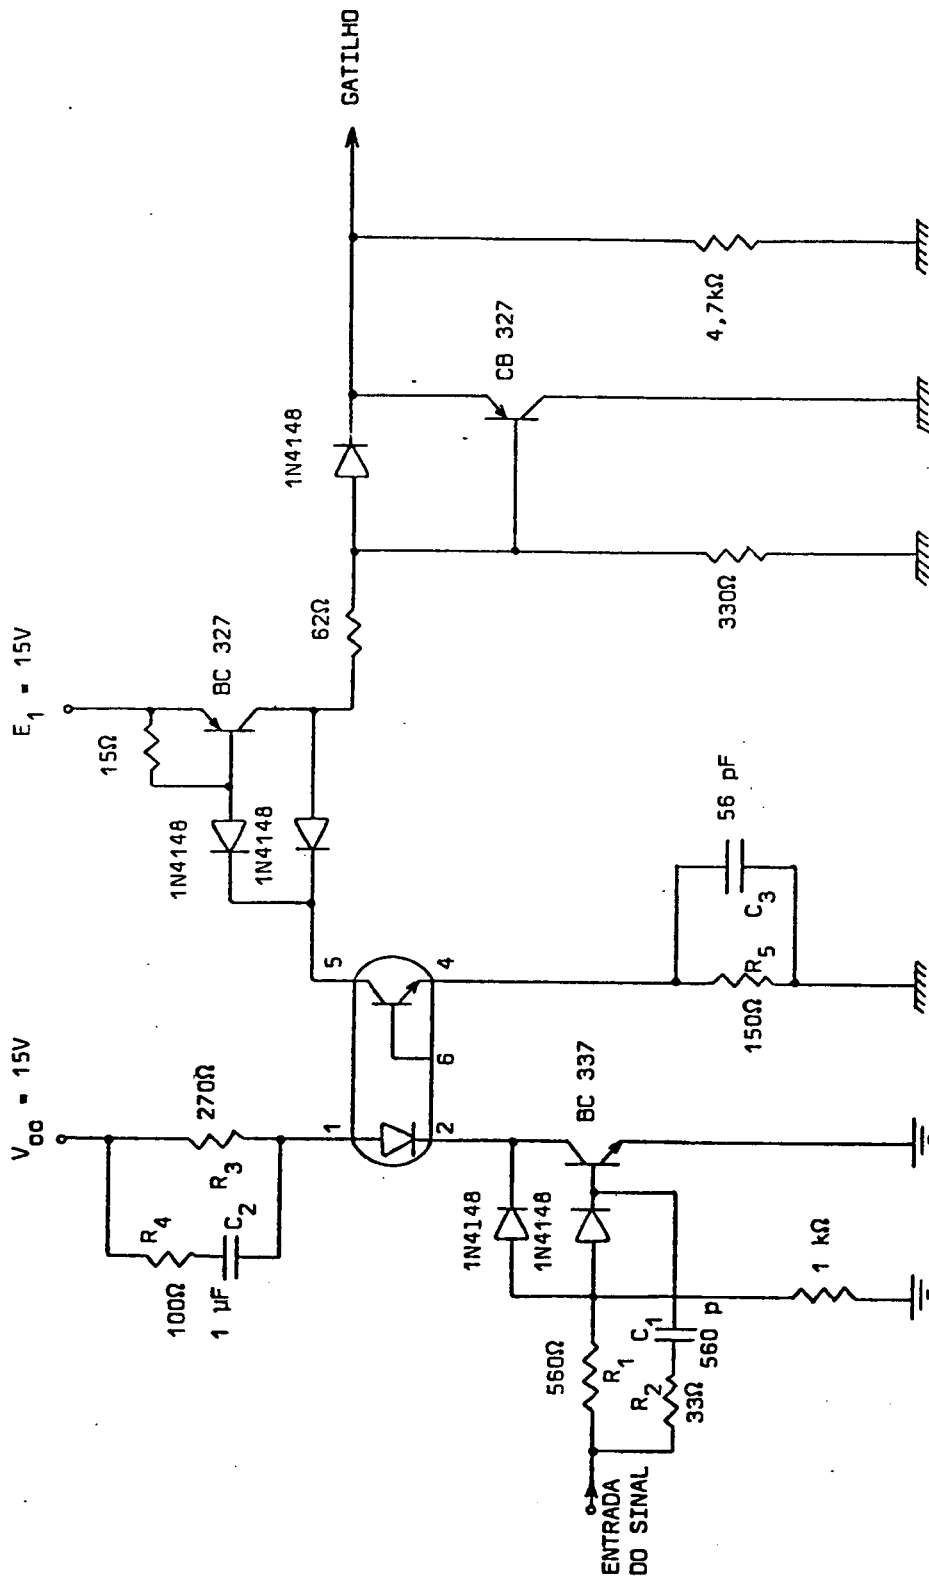 V₀₀ = 15V
E₁ = 15V
R₄
100Ω
C₂
1 µF
R₃
270Ω
15Ω
BC 327
1N4148
1N4148
62Ω
1N4148
GATILHO
1
2
5
6
4
CB 327
1N4148
1N4148
BC 337
ENTRADA
DO SINAL
560Ω
R₁
R₂
33Ω
C₁
560 p
1 kΩ
R₅
150Ω
C₃
56 pF
330Ω
4,7kΩ